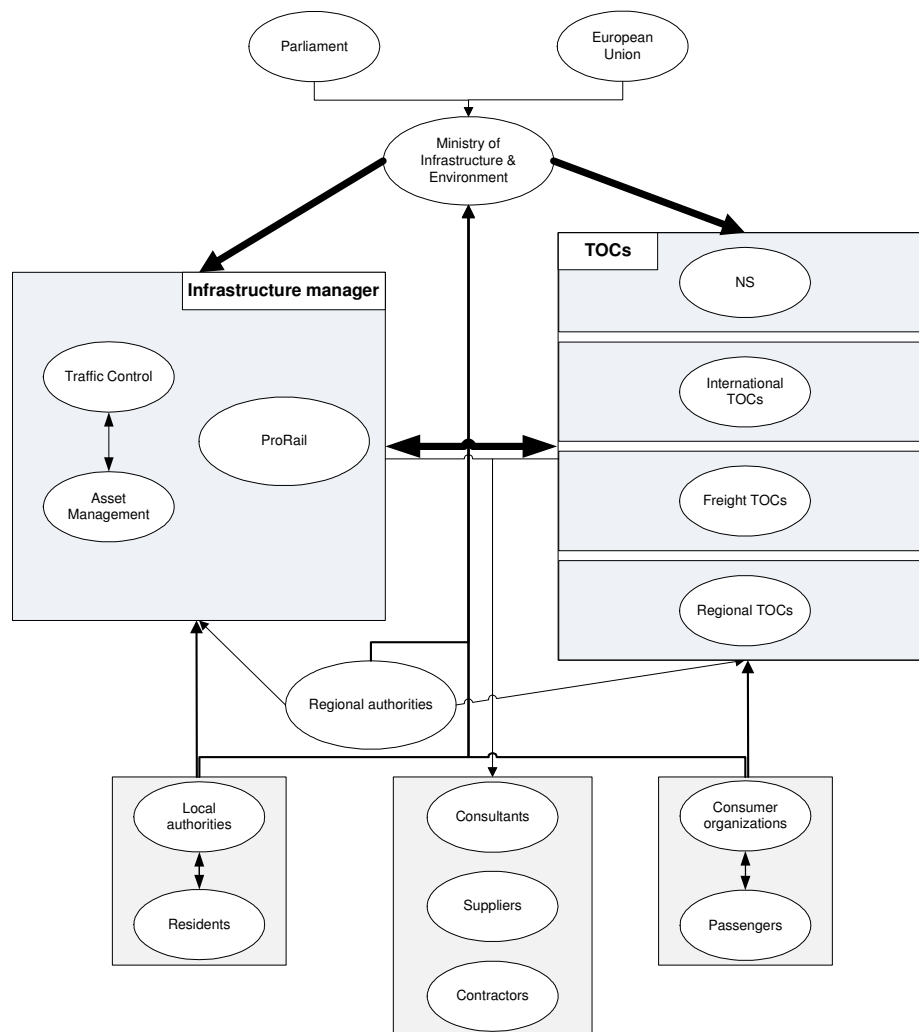 Parliament
European
Union
Ministry of
Infrastructure &
Environment
TOCs
NS
Infrastructure manager
Traffic Control
International
TOCs
ProRail
Asset
Management
Freight TOCs
Regional TOCs
Regional authorities
Local
authorities
Consultants
Consumer
organizations
Suppliers
Residents
Passengers
Contractors